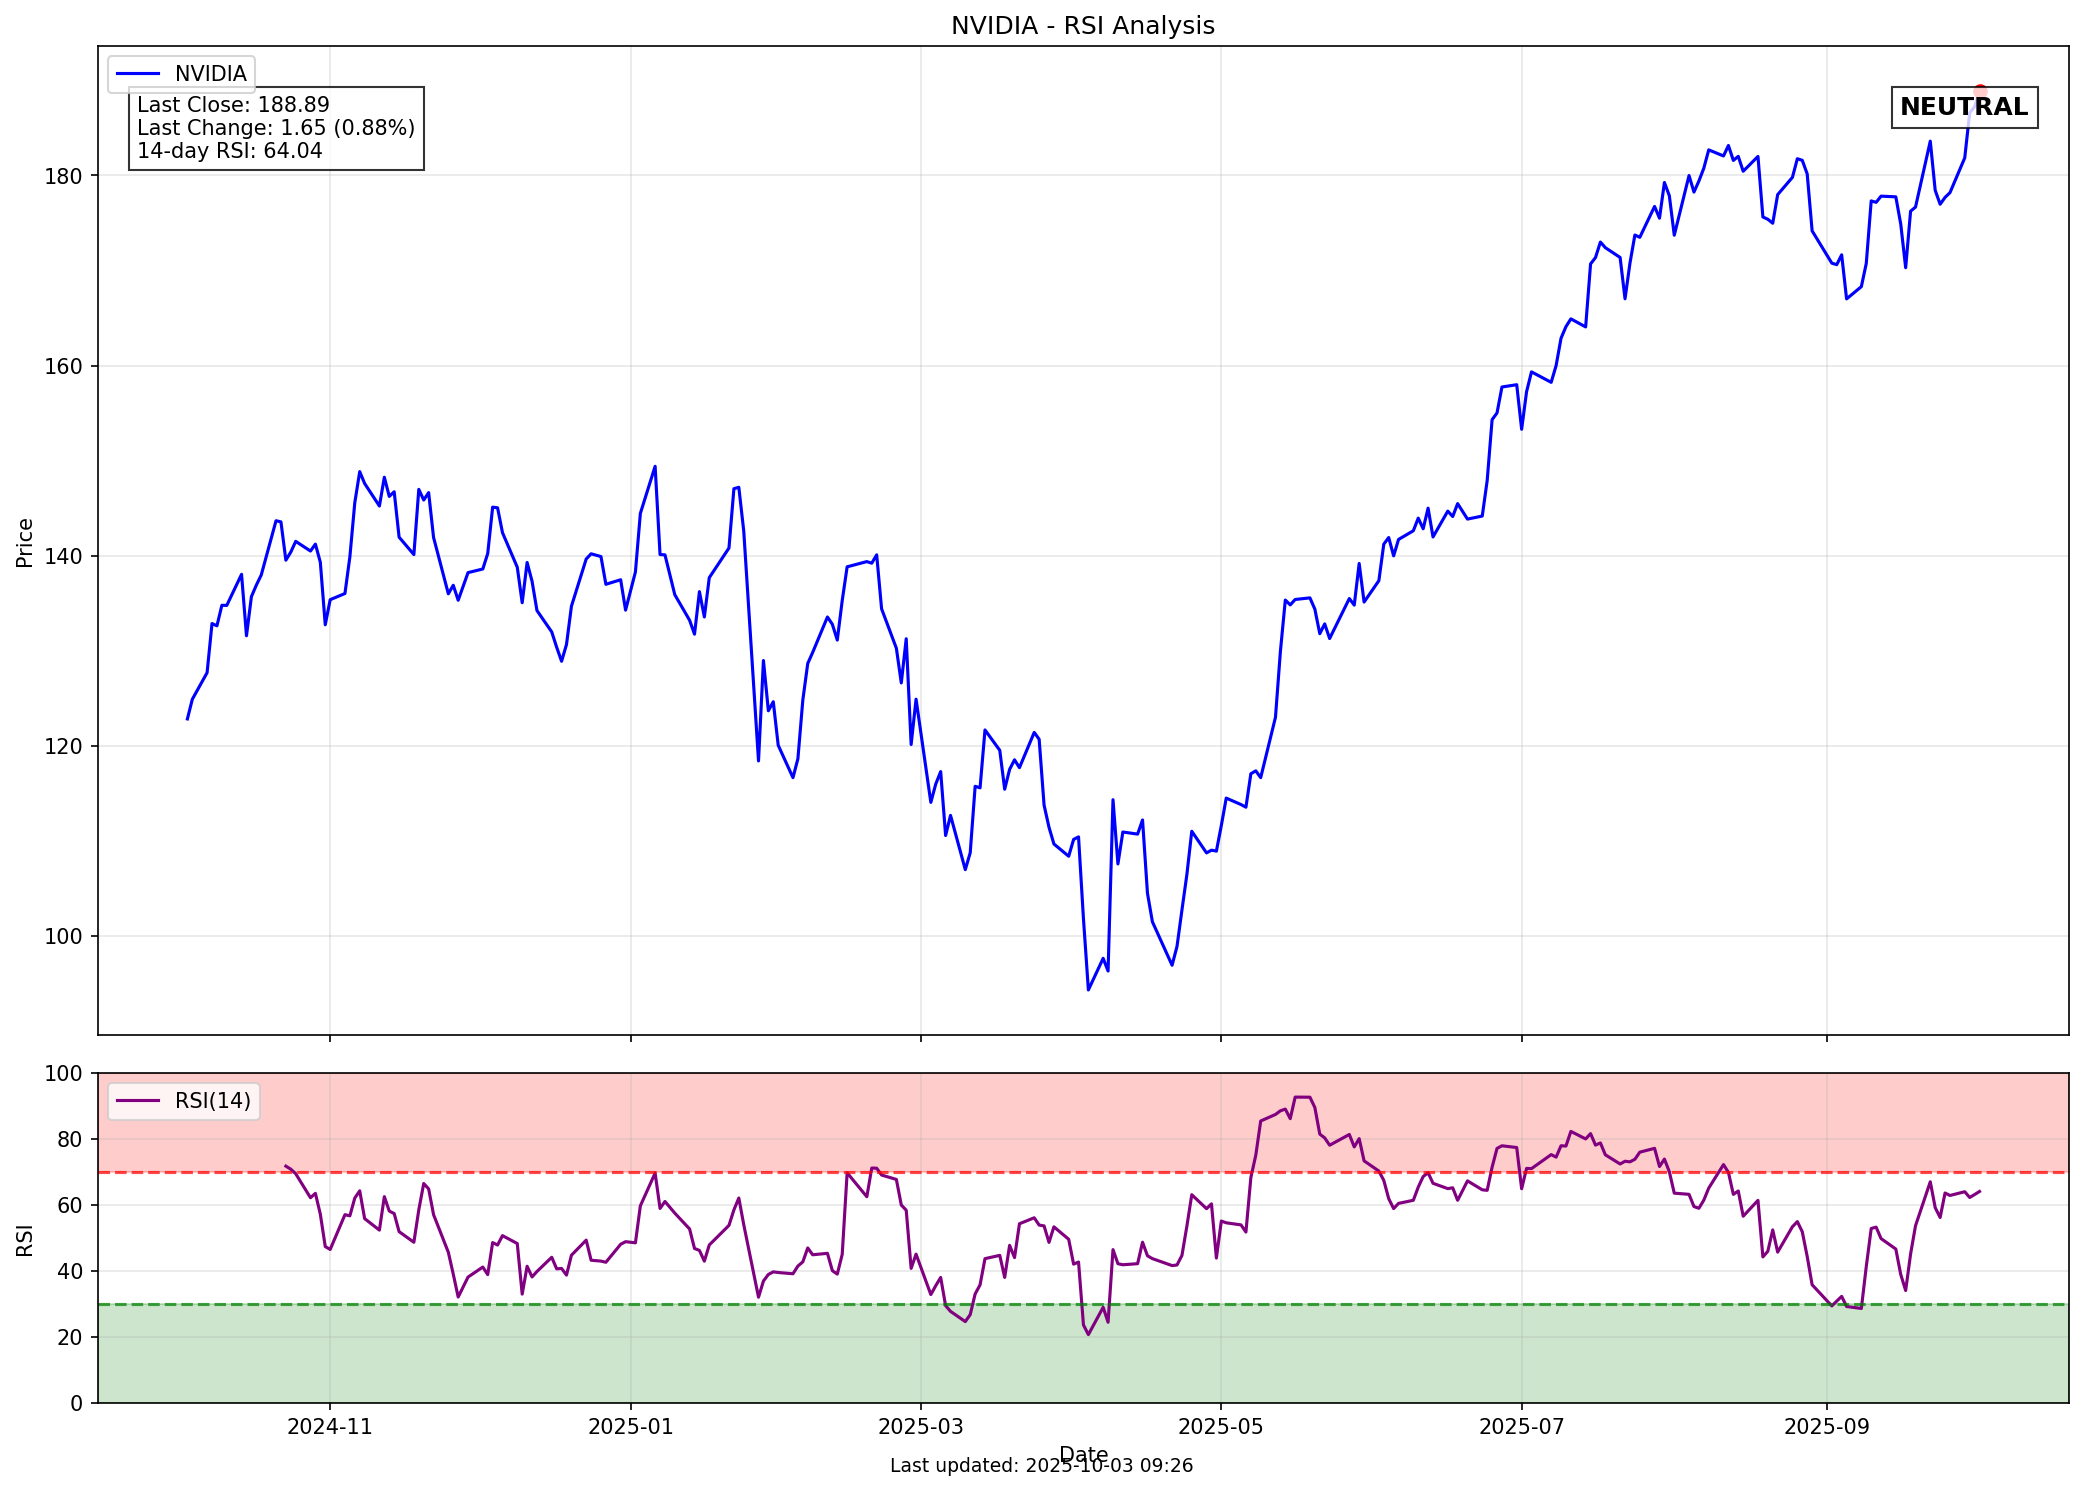 NVIDIA - RSI Analysis
NVIDIA
Last Close: 188.89
Last Change: 1.65 (0.88%)
14-day RSI: 64.04
NEUTRAL
Price
180
160
140
120
100
RSI(14)
RSI
100
80
60
40
20
0
2024-11
2025-01
2025-03
2025-05
2025-07
2025-09
Date
Last updated: 2025-10-03 09:26